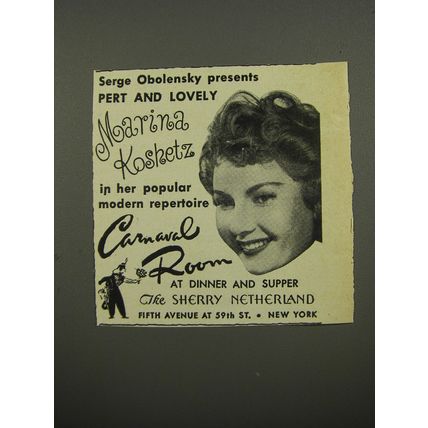 Serge Obolensky presents
PERT AND LOVELY
Marina
Koshetz
in her popular
modern repertoire
Carnaval
Room
AT DINNER AND SUPPER
The SHERRY NETHERLAND
FIFTH AVENUE AT 59th ST. • NEW YORK